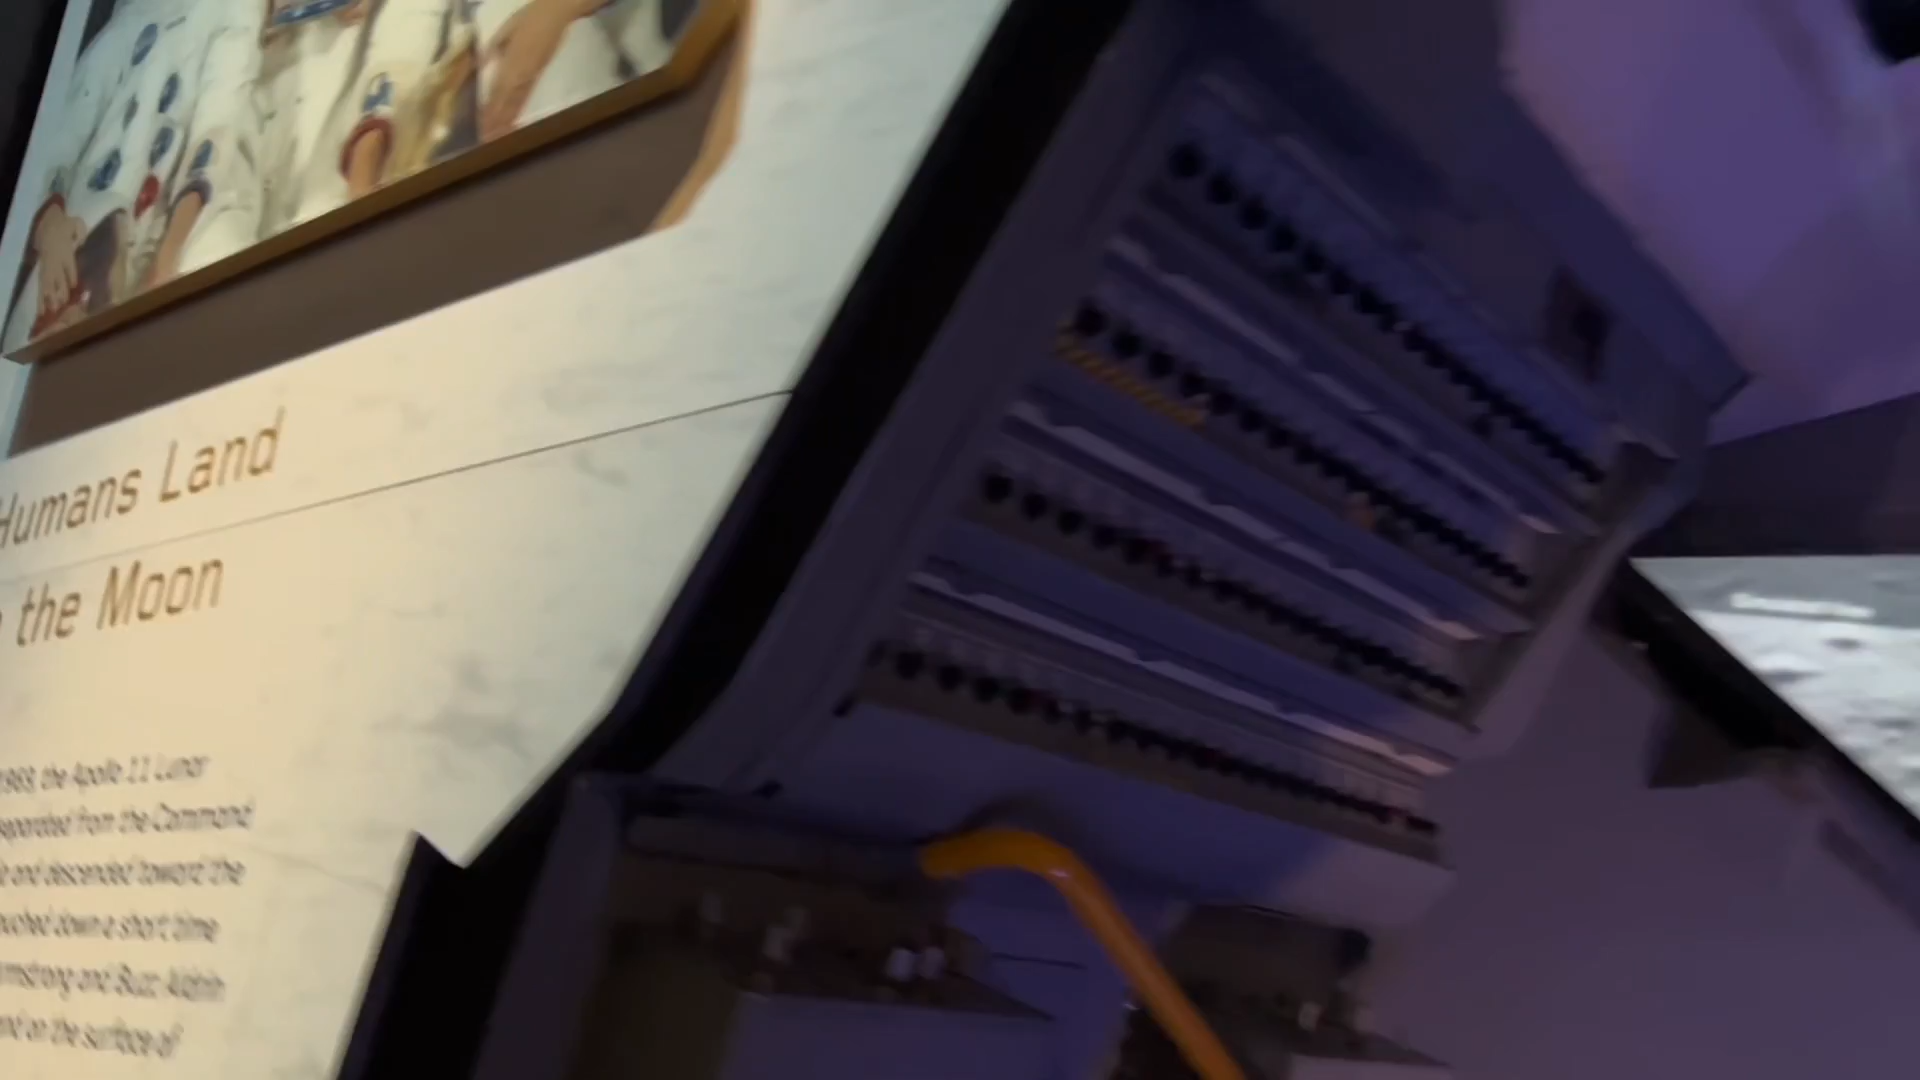 Humans Land
the Moon
1969, the Apollo 11 Lunar
separated from the Command
and descended toward the
touched down a short time
Armstrong and Buzz Aldrin
on the surface of